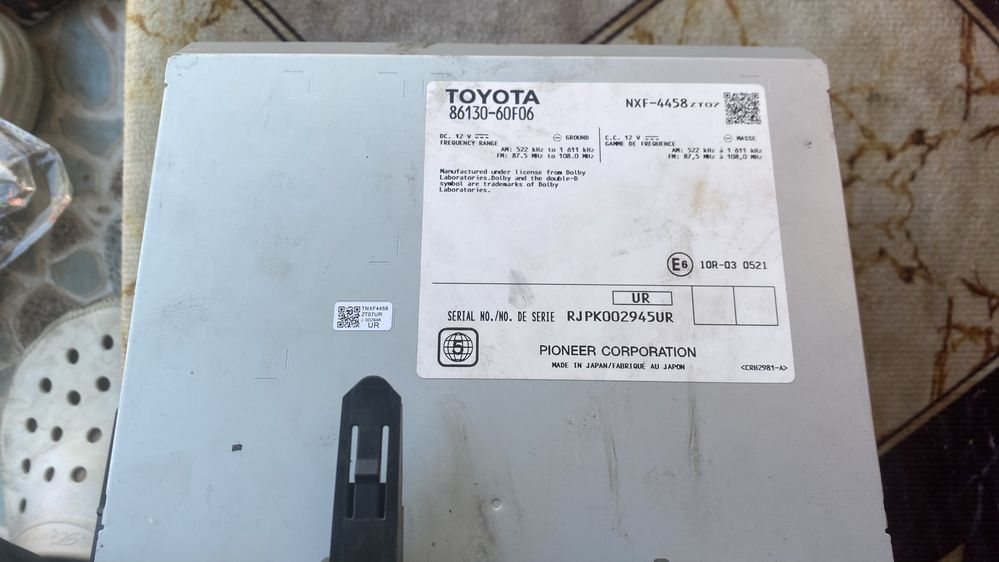 TOYOTA
86130-60F06
NXF-4458ZT07
DC. 12 V
⊖ GROUND
FREQUENCY RANGE
AM: 522 kHz to 1 611 kHz
FM: 87.5 MHz to 108.0 MHz
C.C. 12 V
⊖ MASSE
GAMME DE FREQUENCE
AM: 522 kHz à 1 611 kHz
FM: 87,5 MHz à 108,0 MHz
Manufactured under license from Dolby
Laboratories.Dolby and the double-D
symbol are trademarks of Dolby
Laboratories.
E6 10R-03 0521
UR
SERIAL NO./NO. DE SERIE RJPK002945UR
5
PIONEER CORPORATION
MADE IN JAPAN/FABRIQUÉ AU JAPON
<CRH2981-A>
TNXF4458
ZT07UR
UR